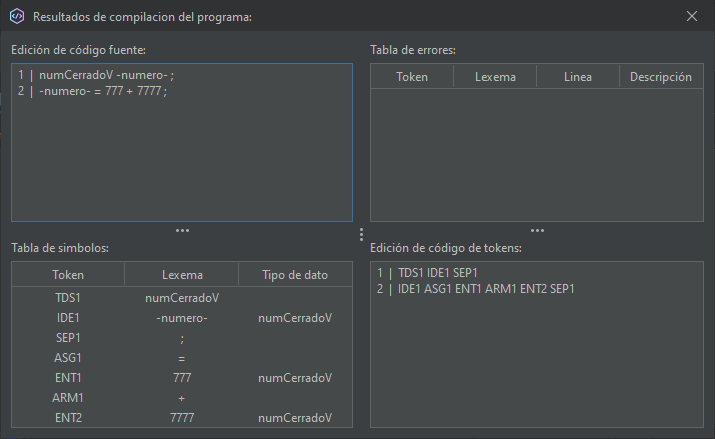 Resultados de compilacion del programa:
Edición de código fuente:
1 | numCerradoV -numero- ;
2 | -numero- = 777 + 7777 ;
Tabla de errores:
Token Lexema Linea Descripción
Tabla de simbolos:
Token Lexema Tipo de dato
TDS1 numCerradoV
IDE1 -numero- numCerradoV
SEP1 ;
ASG1 =
ENT1 777 numCerradoV
ARM1 +
ENT2 7777 numCerradoV
Edición de código de tokens:
1 | TDS1 IDE1 SEP1
2 | IDE1 ASG1 ENT1 ARM1 ENT2 SEP1